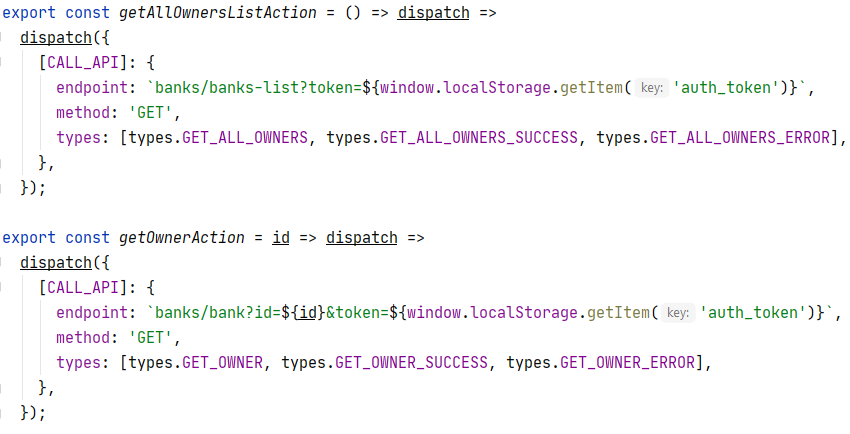 export const getAllOwnersListAction = () => dispatch =>
  dispatch({
    [CALL_API]: {
      endpoint: `banks/banks-list?token=${window.localStorage.getItem( key: 'auth_token')}`,
      method: 'GET',
      types: [types.GET_ALL_OWNERS, types.GET_ALL_OWNERS_SUCCESS, types.GET_ALL_OWNERS_ERROR],
    },
  });

export const getOwnerAction = id => dispatch =>
  dispatch({
    [CALL_API]: {
      endpoint: `banks/bank?id=${id}&token=${window.localStorage.getItem( key: 'auth_token')}`,
      method: 'GET',
      types: [types.GET_OWNER, types.GET_OWNER_SUCCESS, types.GET_OWNER_ERROR],
    },
  });